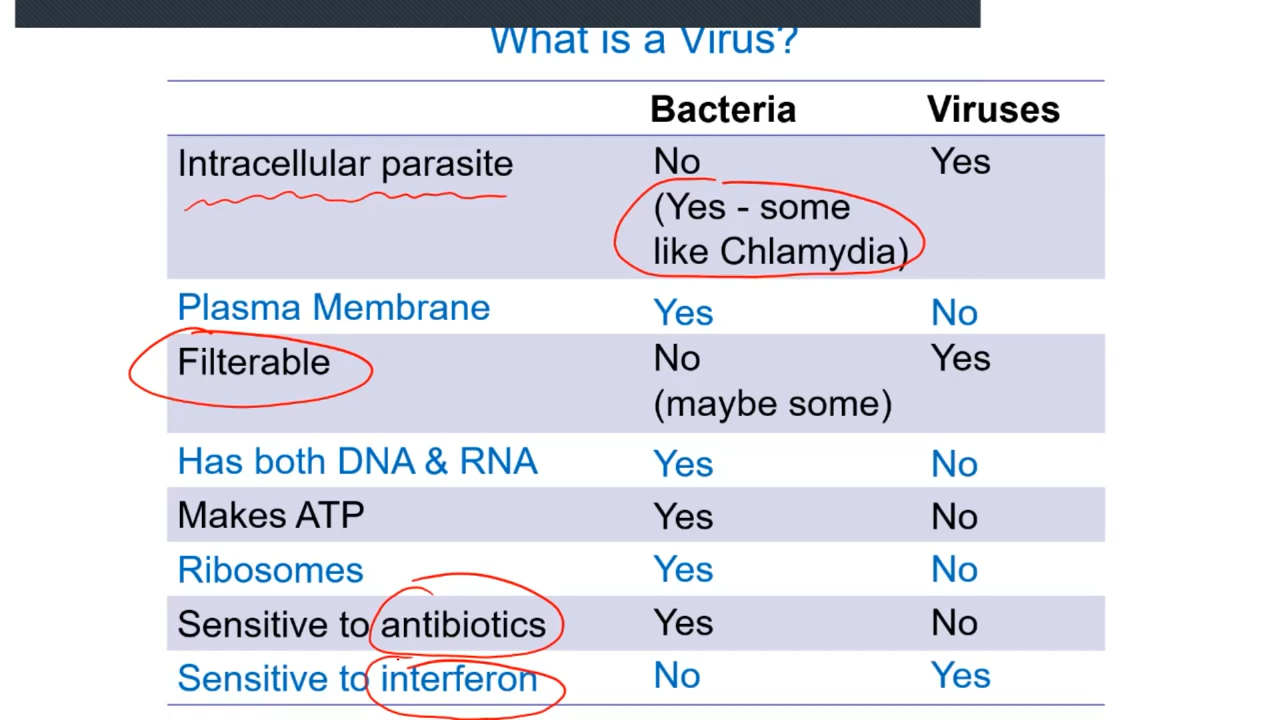 What is a Virus?
Bacteria Viruses
Intracellular parasite No Yes
(Yes - some
like Chlamydia)
Plasma Membrane Yes No
Filterable No Yes
(maybe some)
Has both DNA & RNA Yes No
Makes ATP Yes No
Ribosomes Yes No
Sensitive to antibiotics Yes No
Sensitive to interferon No Yes